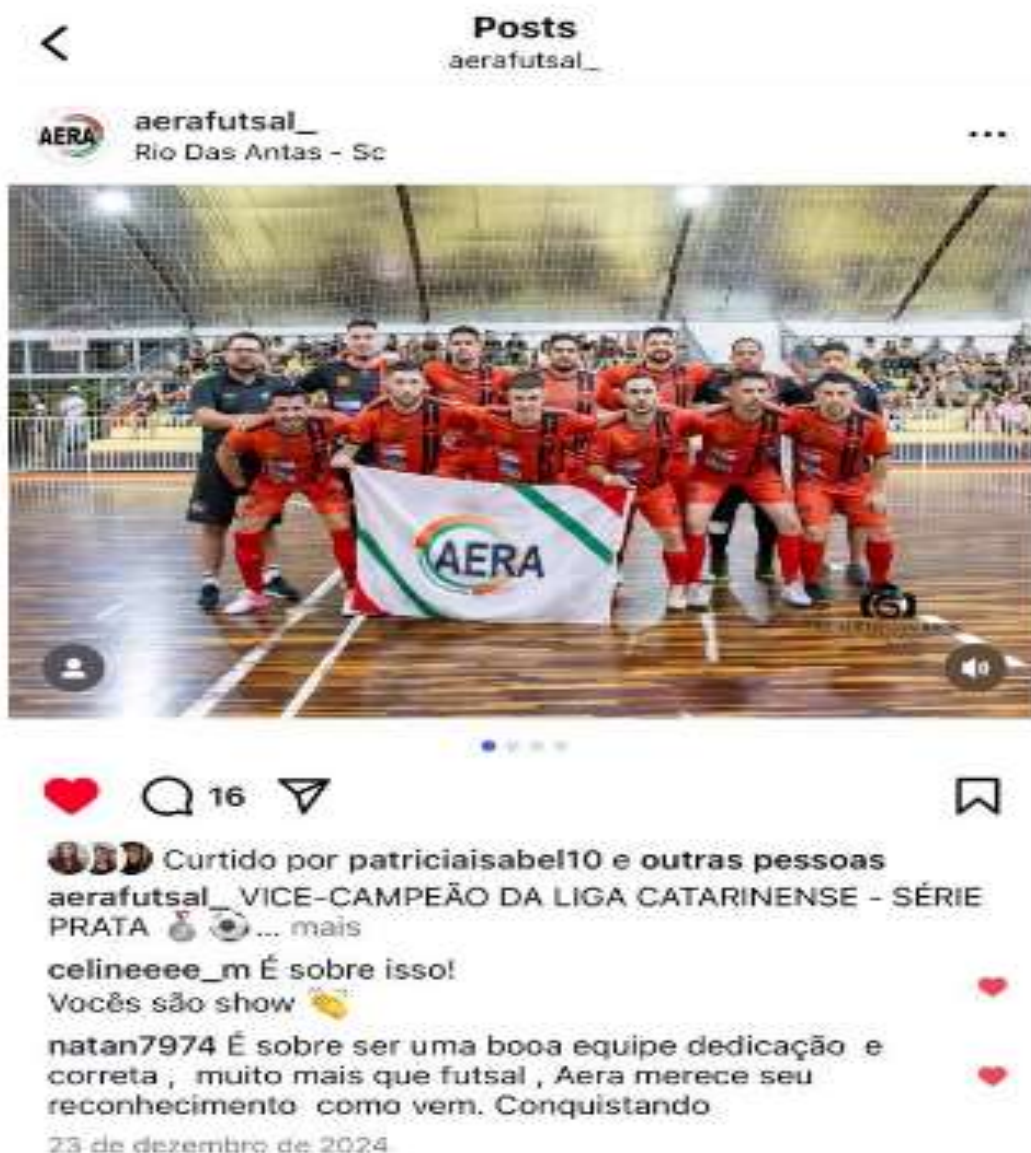 Posts
aerafutsal_
AERA
aerafutsal_
Rio Das Antas - Sc
AERA
16
Curtido por patriciaisabel10 e outras pessoas
aerafutsal_ VICE-CAMPEÃO DA LIGA CATARINENSE - SÉRIE
PRATA 🥈 ⚽... mais
celineeee_m É sobre isso!
Vocês são show 👏
natan7974 É sobre ser uma booa equipe dedicação e
correta , muito mais que futsal , Aera merece seu
reconhecimento como vem. Conquistando
23 de dezembro de 2024